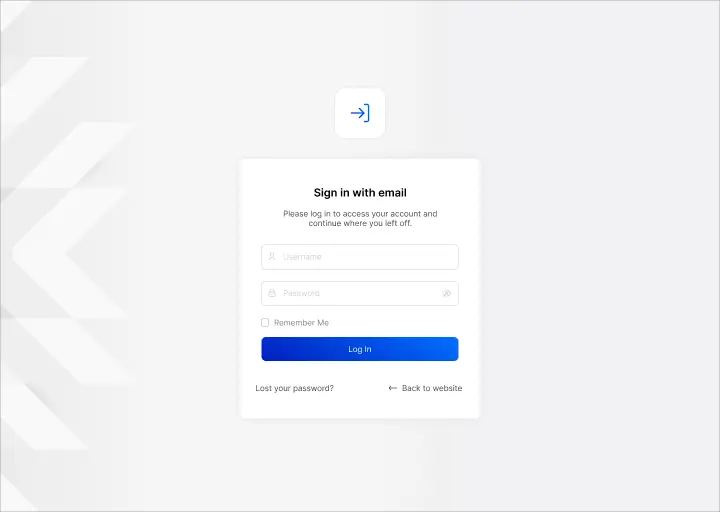 Sign in with email
Please log in to access your account and
continue where you left off.
Username
Password
Remember Me
Log In
Lost your password?
Back to website